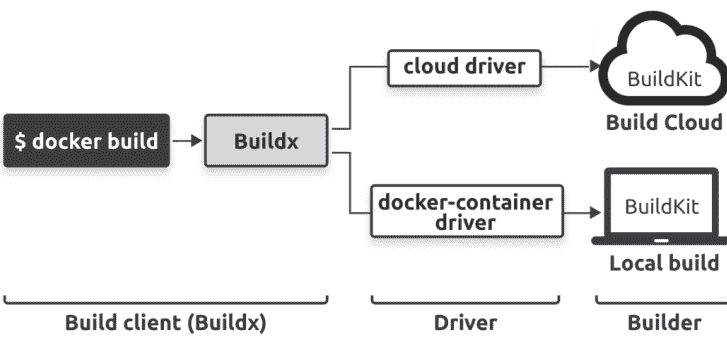 $ docker build
Buildx
cloud driver
BuildKit
Build Cloud
docker-container
driver
BuildKit
Local build
Build client (Buildx)
Driver
Builder